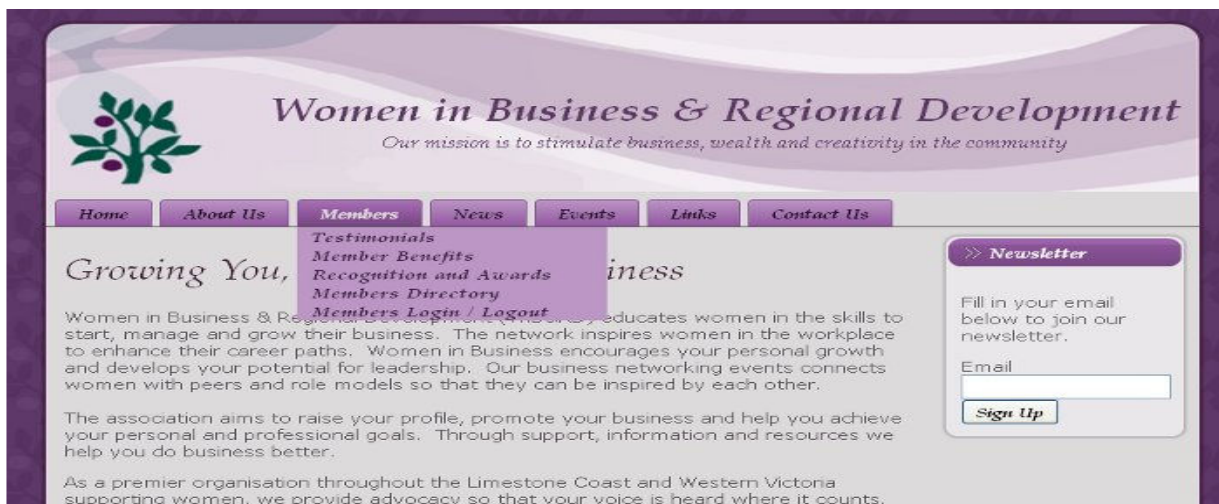 Women in Business & Regional Development
Our mission is to stimulate business, wealth and creativity in the community
Home About Us Members News Events Links Contact Us
Testimonials
Member Benefits
Recognition and Awards
Members Directory
Members Login / Logout
Growing You, iness
Women in Business & Re educates women in the skills to
start, manage and grow their business. The network inspires women in the workplace
to enhance their career paths. Women in Business encourages your personal growth
and develops your potential for leadership. Our business networking events connects
women with peers and role models so that they can be inspired by each other.
The association aims to raise your profile, promote your business and help you achieve
your personal and professional goals. Through support, information and resources we
help you do business better.
As a premier organisation throughout the Limestone Coast and Western Victoria
supporting women, we provide advocacy so that your voice is heard where it counts.
>> Newsletter
Fill in your email
below to join our
newsletter.
Email
Sign Up